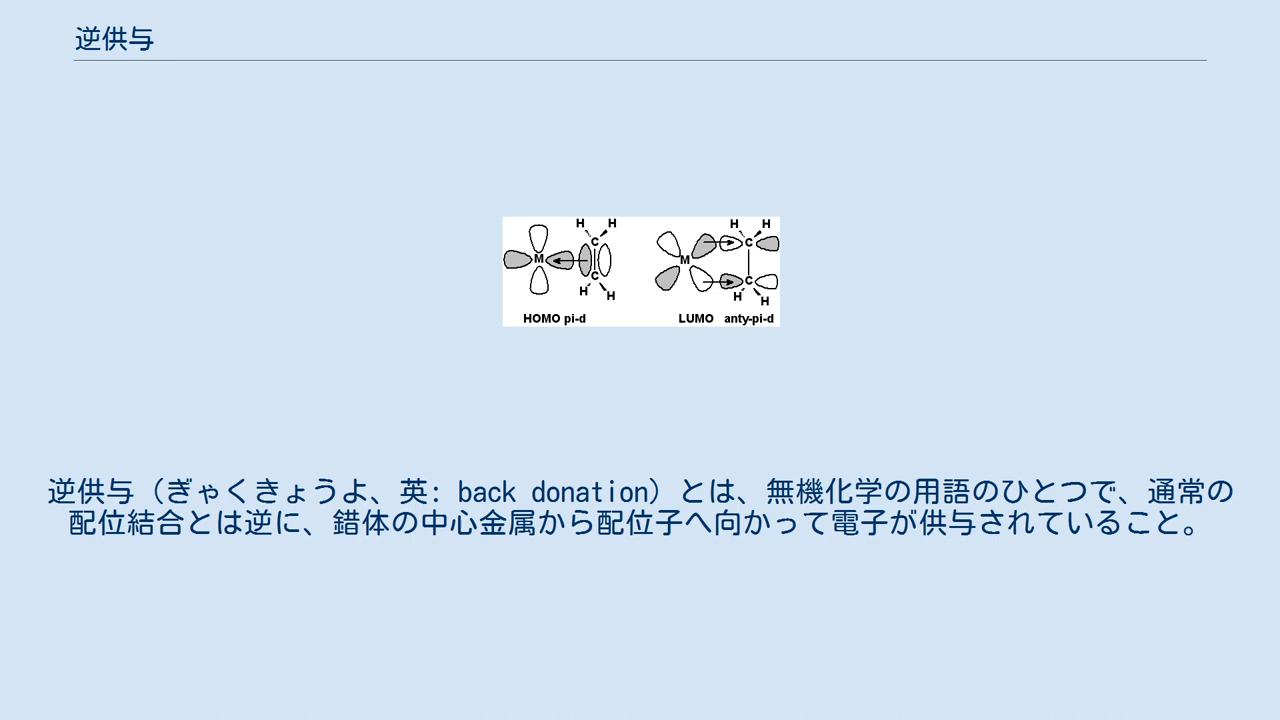 逆供与
H H H H
C C
M M
C C
H H H H
HOMO pi-d LUMO anty-pi-d
逆供与（ぎゃくきょうよ、英: back donation）とは、無機化学の用語のひとつで、通常の
配位結合とは逆に、錯体の中心金属から配位子へ向かって電子が供与されていること。